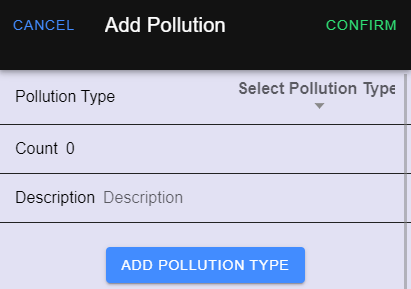 CANCEL Add Pollution CONFIRM
Pollution Type Select Pollution Type
Count 0
Description Description
ADD POLLUTION TYPE